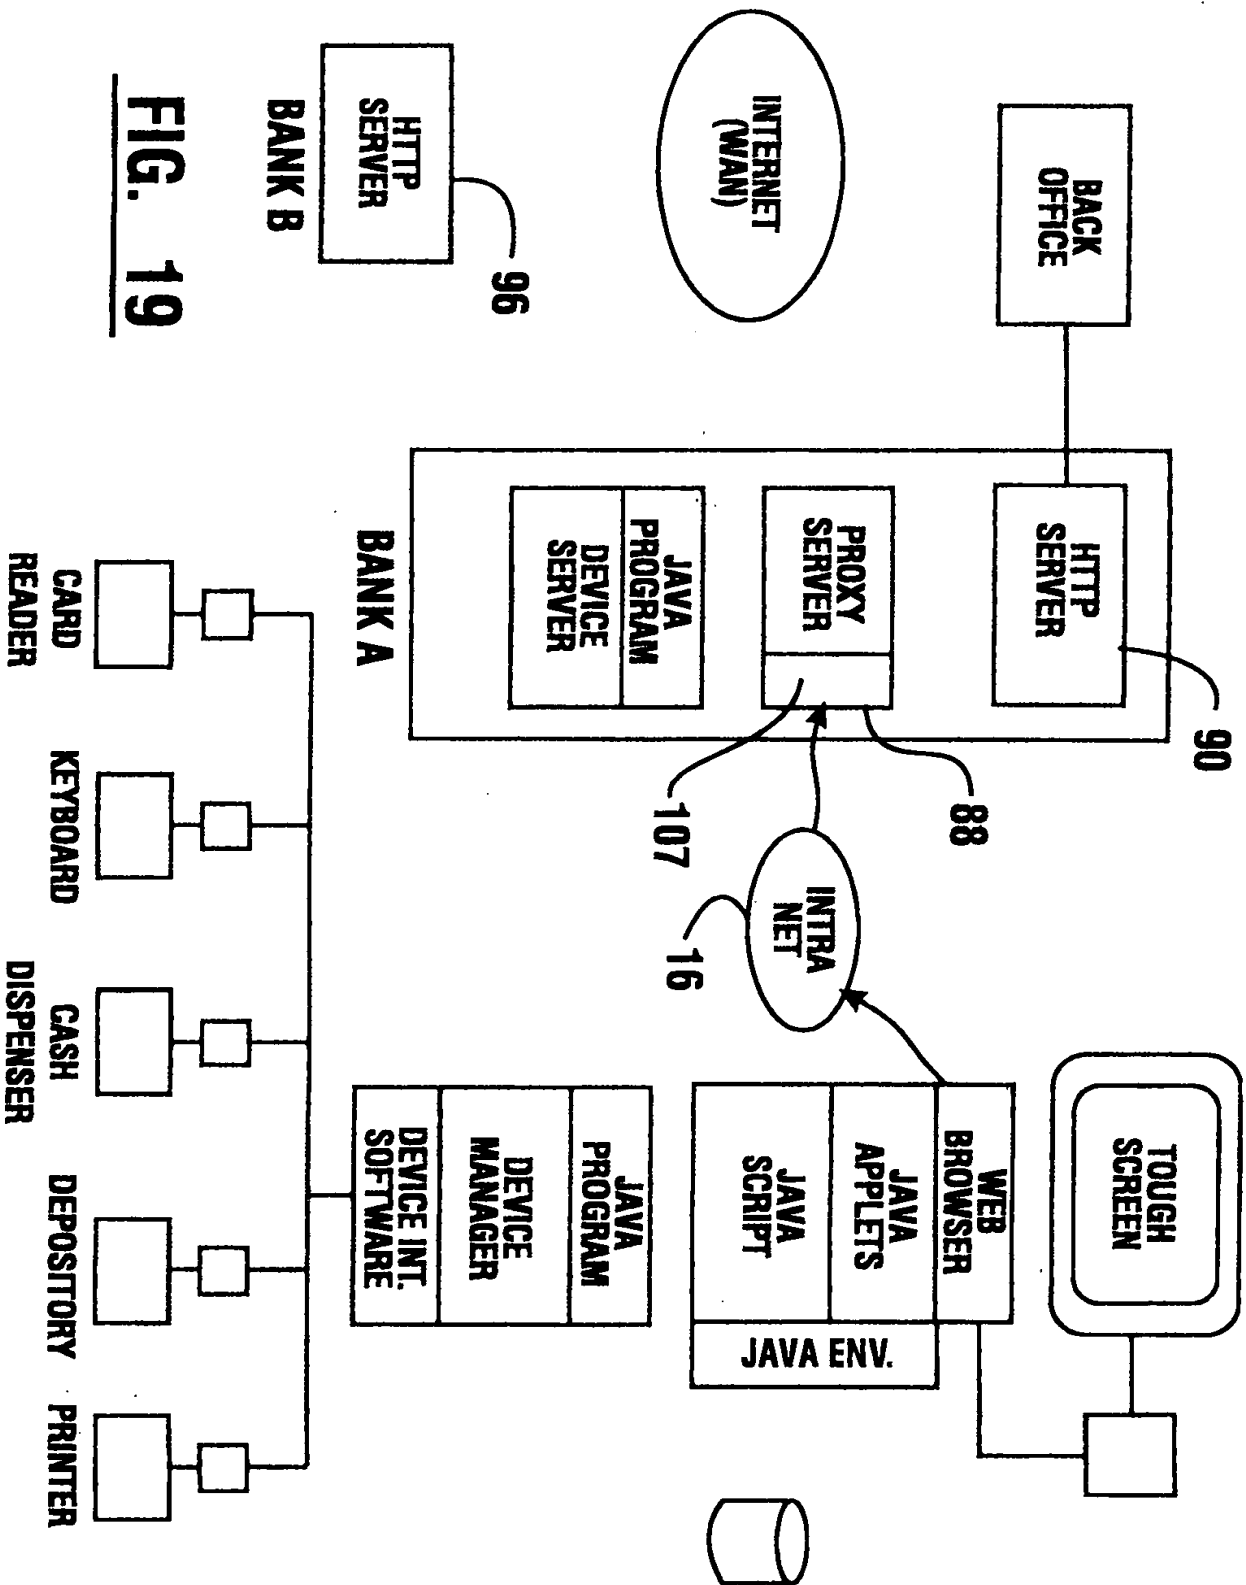 BACK
OFFICE
HTTP
SERVER
90
TOUGH
SCREEN
INTERNET
(WAN)
PROXY
SERVER
88
107
INTRA
NET
16
WEB
BROWSER
JAVA
APPLETS
JAVA
SCRIPT
JAVA ENV.
JAVA
PROGRAM
DEVICE
SERVER
BANK A
HTTP
SERVER
96
BANK B
JAVA
PROGRAM
DEVICE
MANAGER
DEVICE INT.
SOFTWARE
CARD
READER
KEYBOARD
CASH
DISPENSER
DEPOSITORY
PRINTER
FIG. 19